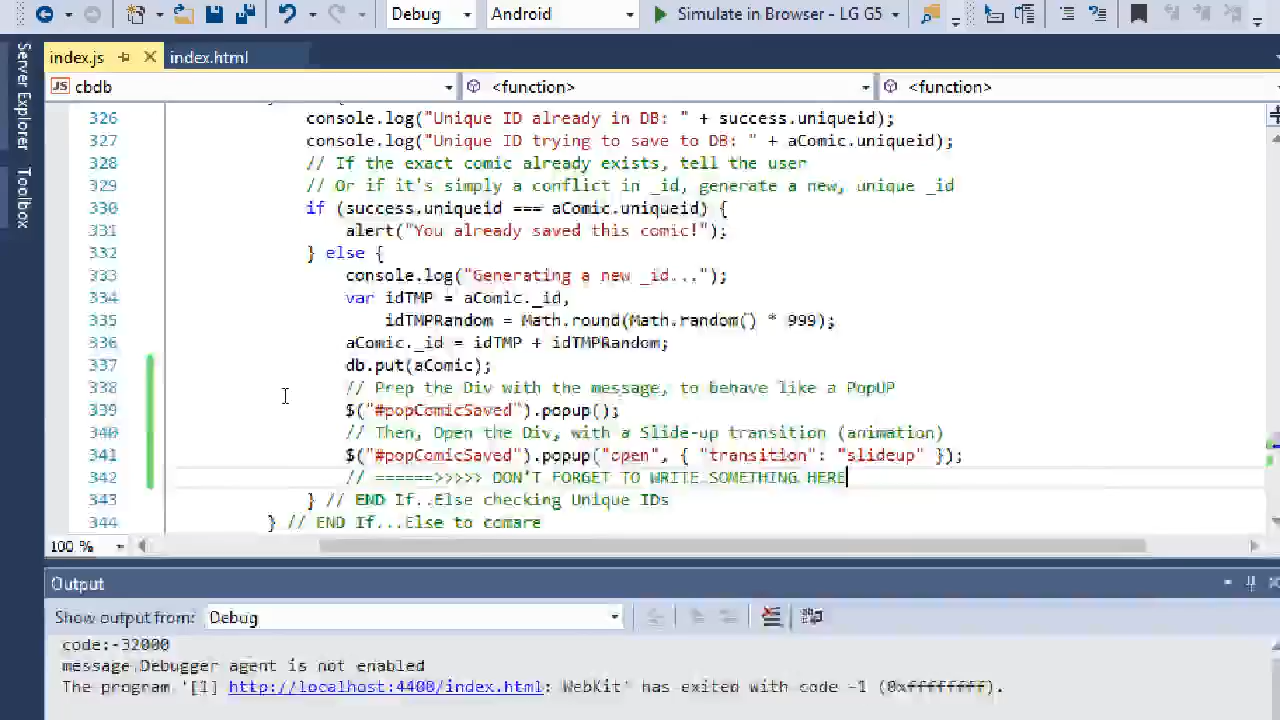 Debug Android Simulate in Browser - LG G5
index.js index.html
Server Explorer
Toolbox
JS cbdb <function> <function>
326 console.log("Unique ID already in DB: " + success.uniqueid);
327 console.log("Unique ID trying to save to DB: " + aComic.uniqueid);
328 // If the exact comic already exists, tell the user
329 // Or if it's simply a conflict in _id, generate a new, unique _id
330 if (success.uniqueid === aComic.uniqueid) {
331 alert("You already saved this comic!");
332 } else {
333 console.log("Generating a new _id...");
334 var idTMP = aComic._id,
335 idTMPRandom = Math.round(Math.random() * 999);
336 aComic._id = idTMP + idTMPRandom;
337 db.put(aComic);
338 // Prep the Div with the message, to behave like a PopUP
339 $("#popComicSaved").popup();
340 // Then, Open the Div, with a Slide-up transition (animation)
341 $("#popComicSaved").popup("open", { "transition": "slideup" });
342 // ======>>>>> DON'T FORGET TO WRITE SOMETHING HERE
343 } // END If..Else checking Unique IDs
344 } // END If...Else to comare
100 %
Output
Show output from: Debug
code:-32000
message.Debugger agent is not enabled
The program '[1] http://localhost:4400/index.html: WebKit' has exited with code -1 (0xffffffff).